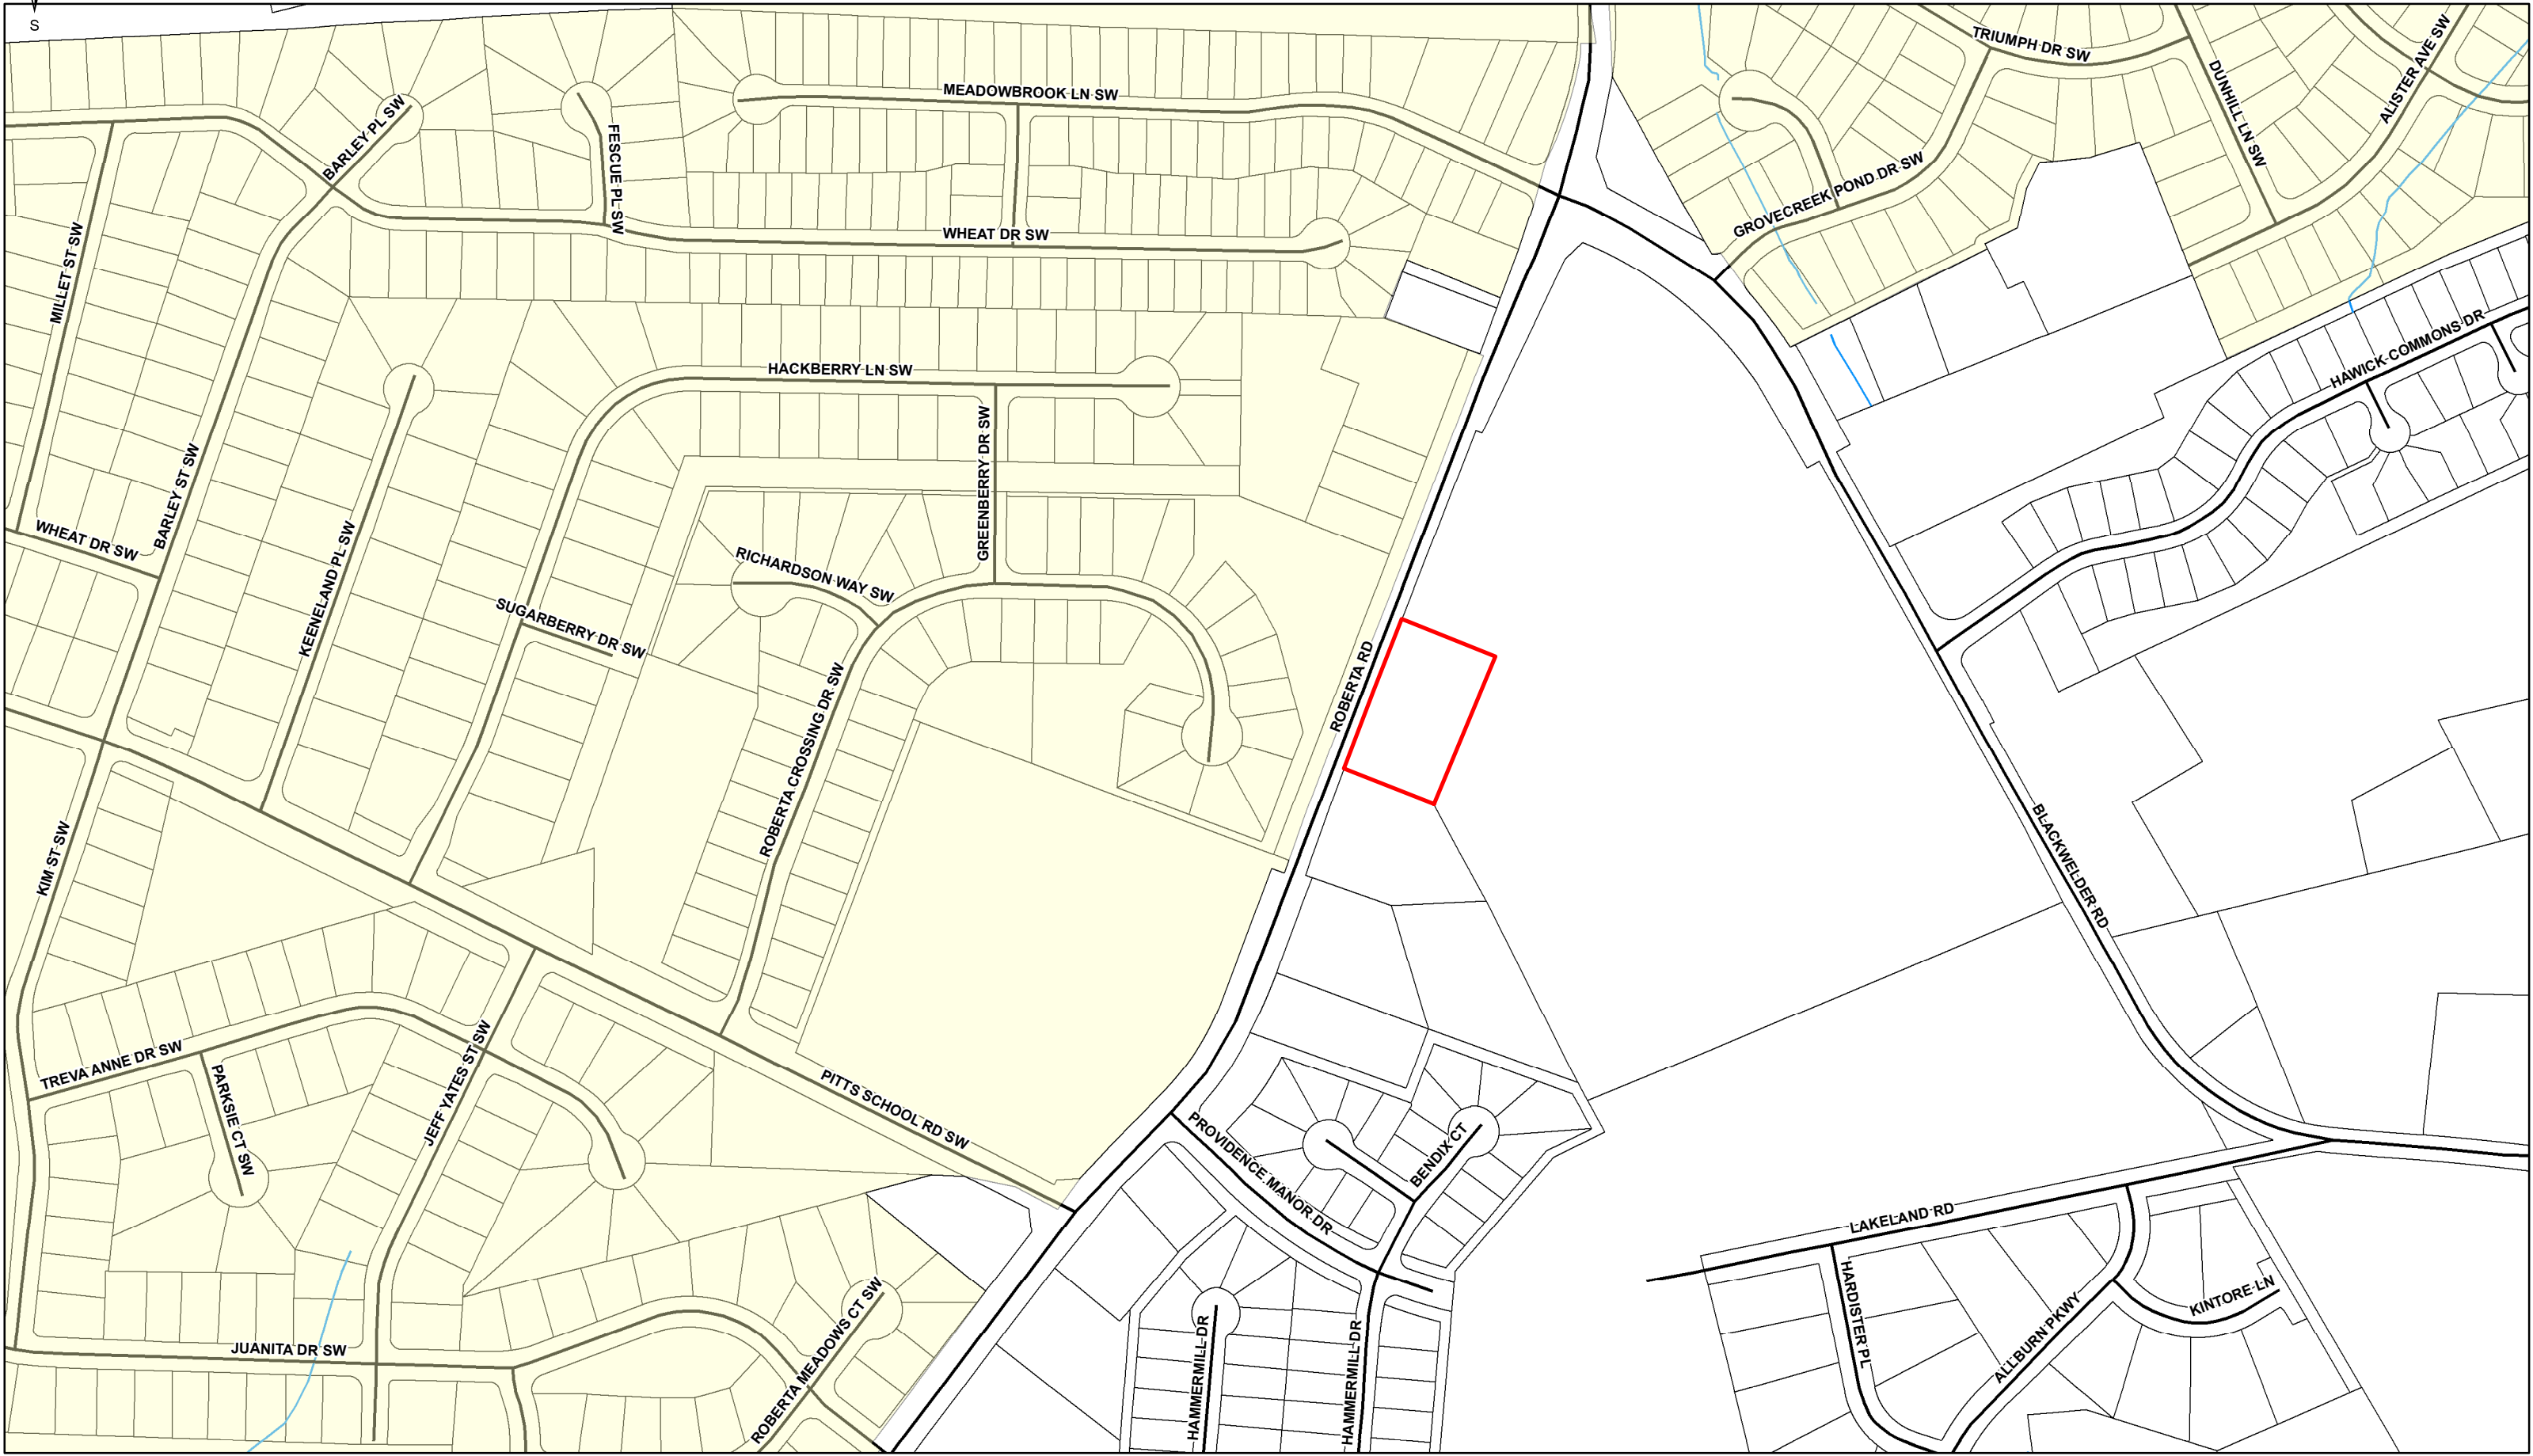 S
TRIUMPH DR SW
ALISTER AVE SW
DUNHILL LN SW
MEADOWBROOK LN SW
BARLEY PL SW
FESCUE PL SW
GROVECREEK POND DR SW
WHEAT DR SW
MILLET ST SW
HAWICK COMMONS DR
HACKBERRY LN SW
GREENBERRY DR SW
BARLEY ST SW
WHEAT DR SW
KEENELAND PL SW
RICHARDSON WAY SW
SUGARBERRY DR SW
ROBERTA RD
ROBERTA CROSSING DR SW
KIM ST SW
BLACKWELDER RD
TREVA ANNE DR SW
PARKSIE CT SW
JEFF YATES ST SW
PITTS SCHOOL RD SW
PROVIDENCE MANOR DR
BENDIX CT
LAKELAND RD
HARDISTER PL
ALLBURN PKWY
KINTORE LN
JUANITA DR SW
ROBERTA MEADOWS CT SW
HAMMERMILL DR
HAMMERMILL DR